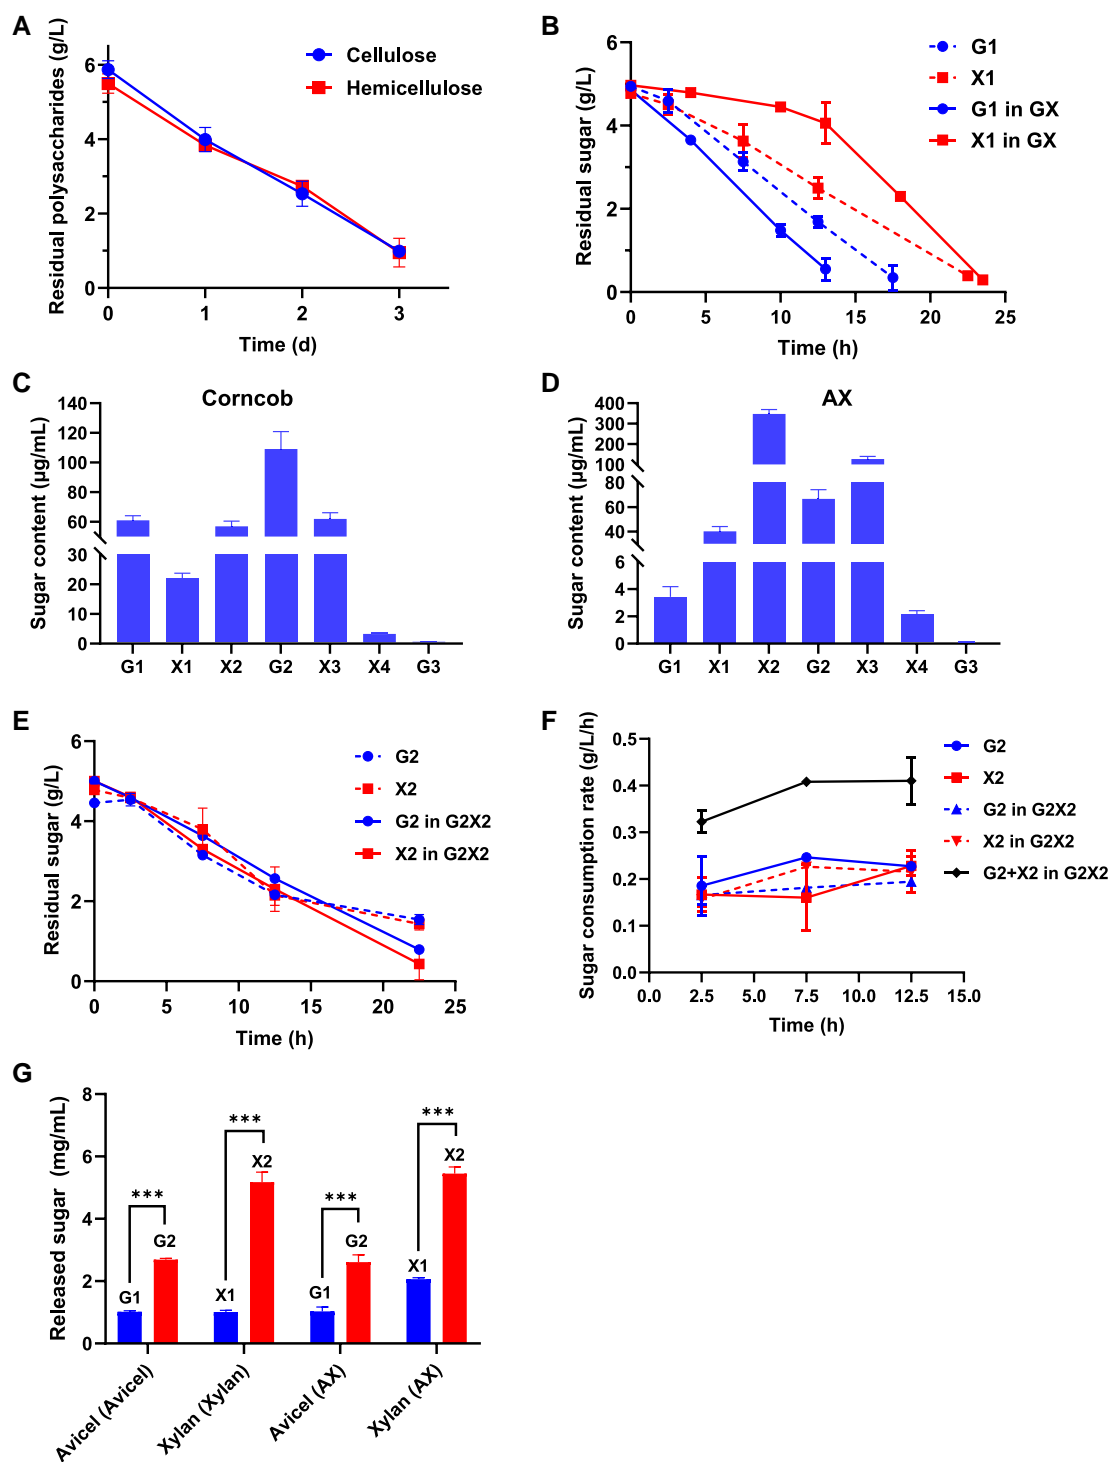 A
Residual polysaccharides (g/L)
6
4
2
0
0 1 2 3
Time (d)
Cellulose
Hemicellulose
B
Residual sugar (g/L)
6
4
2
0
0 5 10 15 20 25
Time (h)
G1
X1
G1 in GX
X1 in GX
C
Corncob
Sugar content (µg/mL)
140
120
100
80
60
30
20
10
0
G1 X1 X2 G2 X3 X4 G3
D
AX
Sugar content (µg/mL)
400
300
200
100
80
60
40
6
4
2
0
G1 X1 X2 G2 X3 X4 G3
E
Residual sugar (g/L)
6
4
2
0
0 5 10 15 20 25
Time (h)
G2
X2
G2 in G2X2
X2 in G2X2
F
Sugar consumption rate (g/L/h)
0.5
0.4
0.3
0.2
0.1
0.0
0.0 2.5 5.0 7.5 10.0 12.5 15.0
Time (h)
G2
X2
G2 in G2X2
X2 in G2X2
G2+X2 in G2X2
G
Released sugar (mg/mL)
8
6
4
2
0
*** *** *** ***
G1 G2 X1 X2 G1 G2 X1 X2
Avicel (Avicel)
Xylan (Xylan)
Avicel (AX)
Xylan (AX)